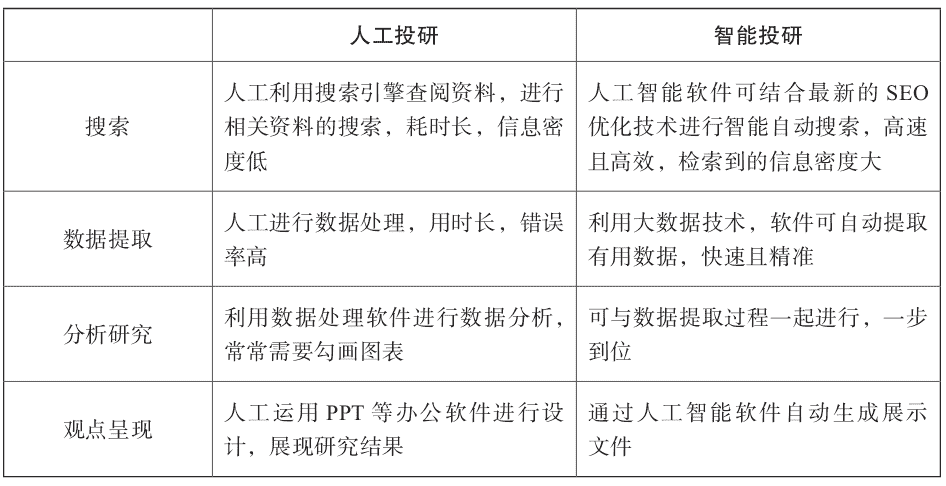 人工投研
智能投研
搜索
人工利用搜索引擎查阅资料，进行
相关资料的搜索，耗时长，信息密
度低
人工智能软件可结合最新的 SEO
优化技术进行智能自动搜索，高速
且高效，检索到的信息密度大
数据提取
人工进行数据处理，用时长，错误
率高
利用大数据技术，软件可自动提取
有用数据，快速且精准
分析研究
利用数据处理软件进行数据分析，
常常需要勾画图表
可与数据提取过程一起进行，一步
到位
观点呈现
人工运用 PPT 等办公软件进行设
计，展现研究结果
通过人工智能软件自动生成展示
文件